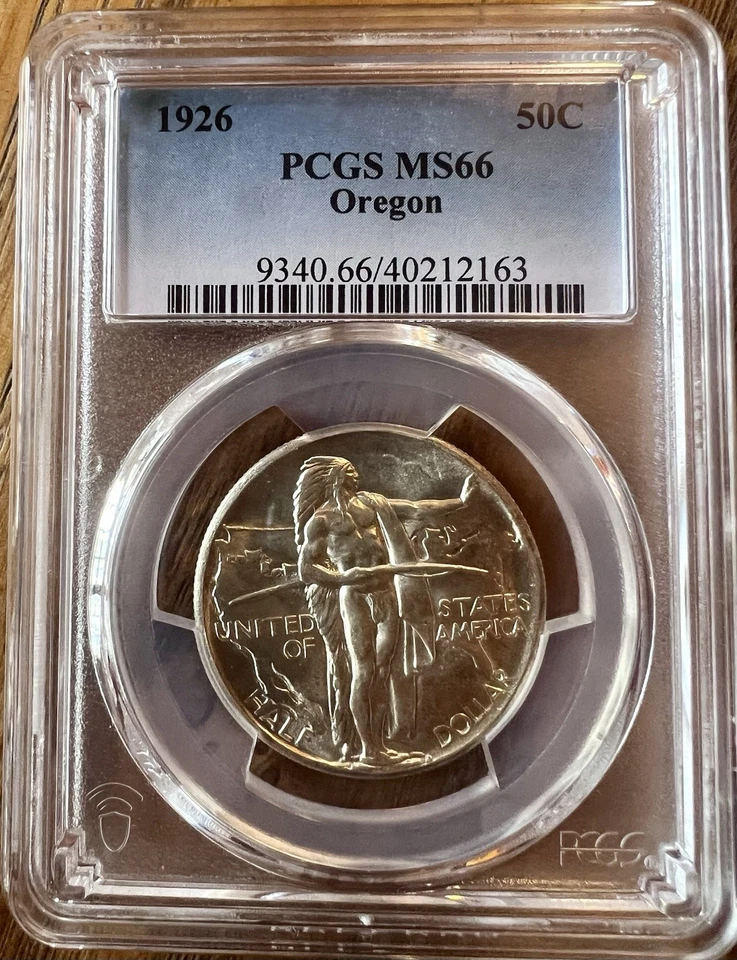 1926 50C
PCGS MS66
Oregon
9340.66/40212163
UNITED STATES
OF AMERICA
HALF DOLLAR
PCGS